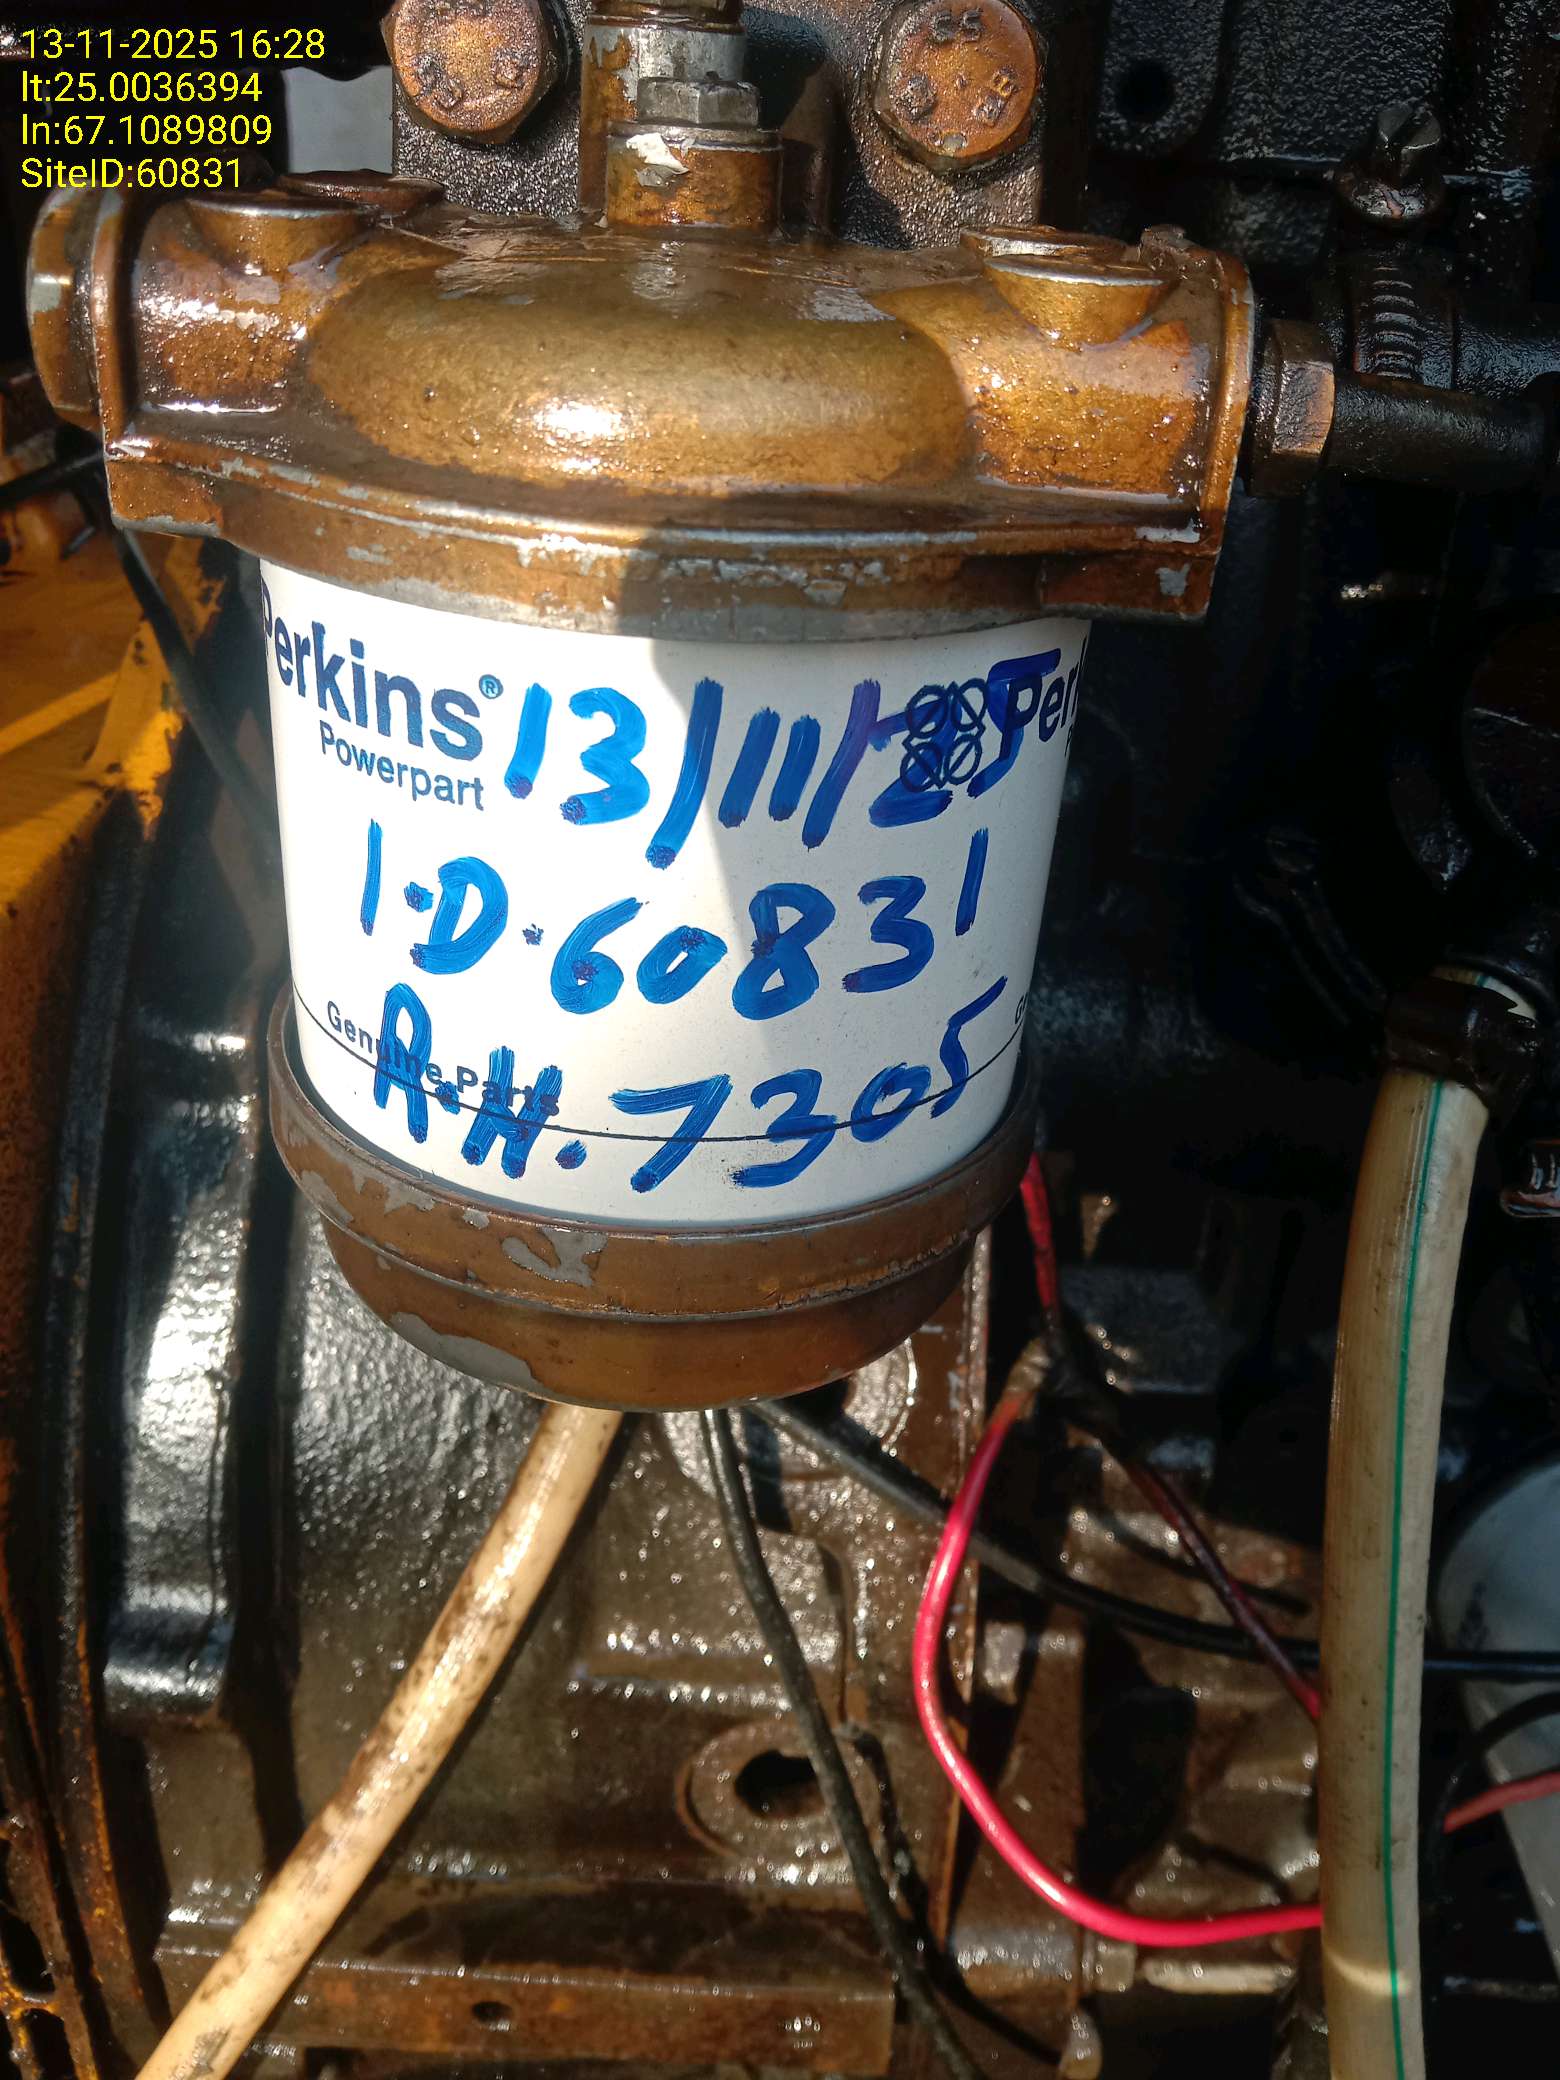 13-11-2025 16:28
lt:25.0036394
ln:67.1089809
SiteID:60831
Perkins®
Powerpart
13/11/25
I.D.60831
R.H.7305
Genuine Parts